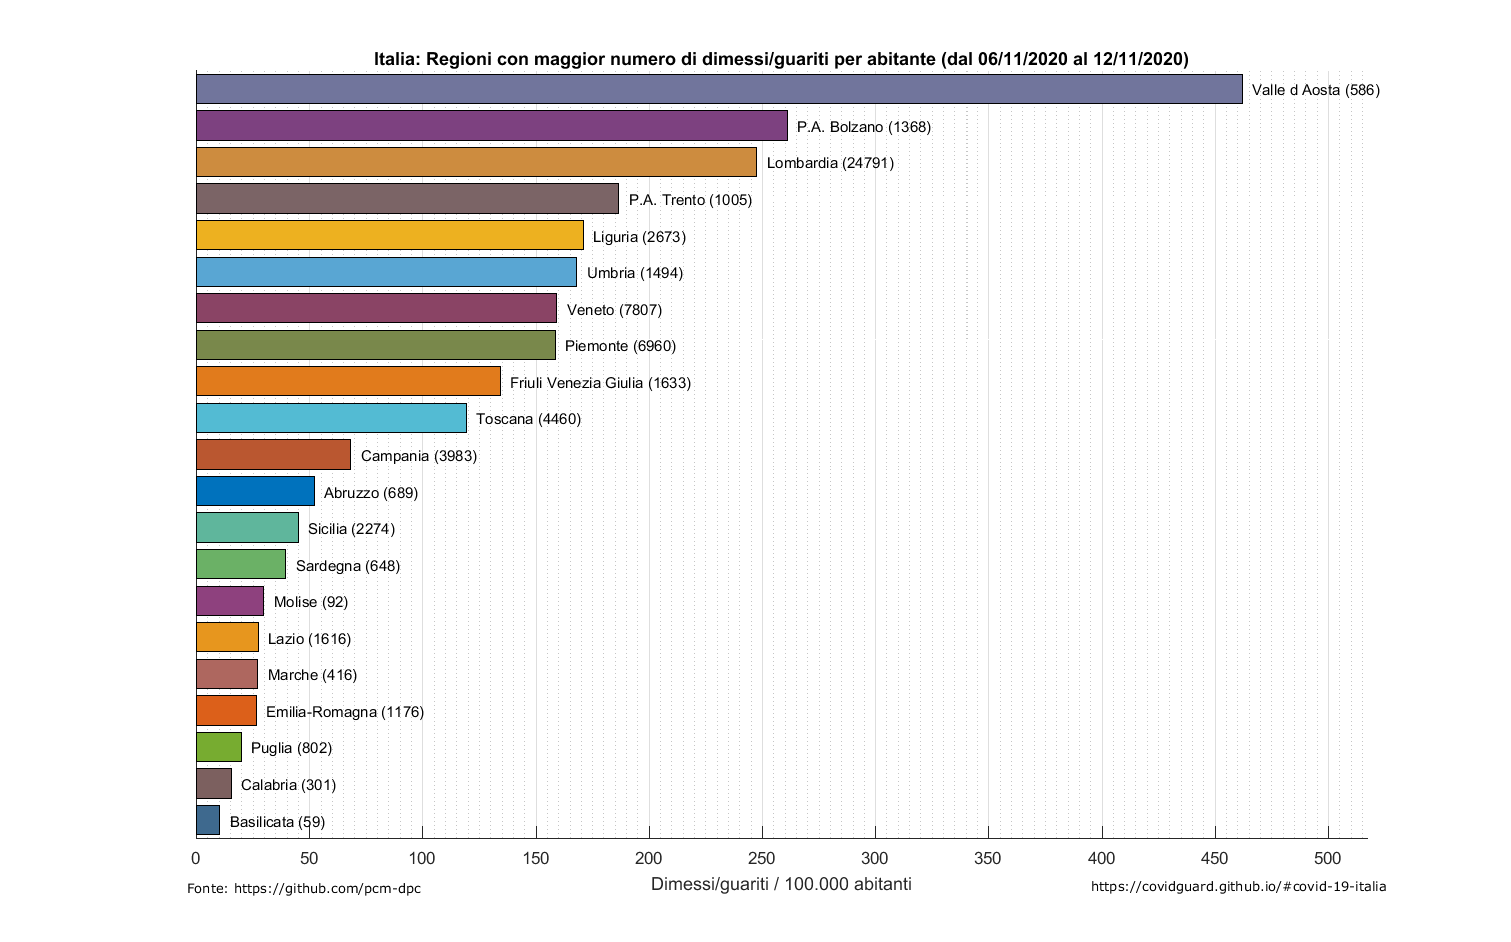 Italia: Regioni con maggior numero di dimessi/guariti per abitante (dal 06/11/2020 al 12/11/2020)
Valle d Aosta (586)
P.A. Bolzano (1368)
Lombardia (24791)
P.A. Trento (1005)
Liguria (2673)
Umbria (1494)
Veneto (7807)
Piemonte (6960)
Friuli Venezia Giulia (1633)
Toscana (4460)
Campania (3983)
Abruzzo (689)
Sicilia (2274)
Sardegna (648)
Molise (92)
Lazio (1616)
Marche (416)
Emilia-Romagna (1176)
Puglia (802)
Calabria (301)
Basilicata (59)
0 50 100 150 200 250 300 350 400 450 500
Dimessi/guariti / 100.000 abitanti
Fonte: https://github.com/pcm-dpc
https://covidguard.github.io/#covid-19-italia